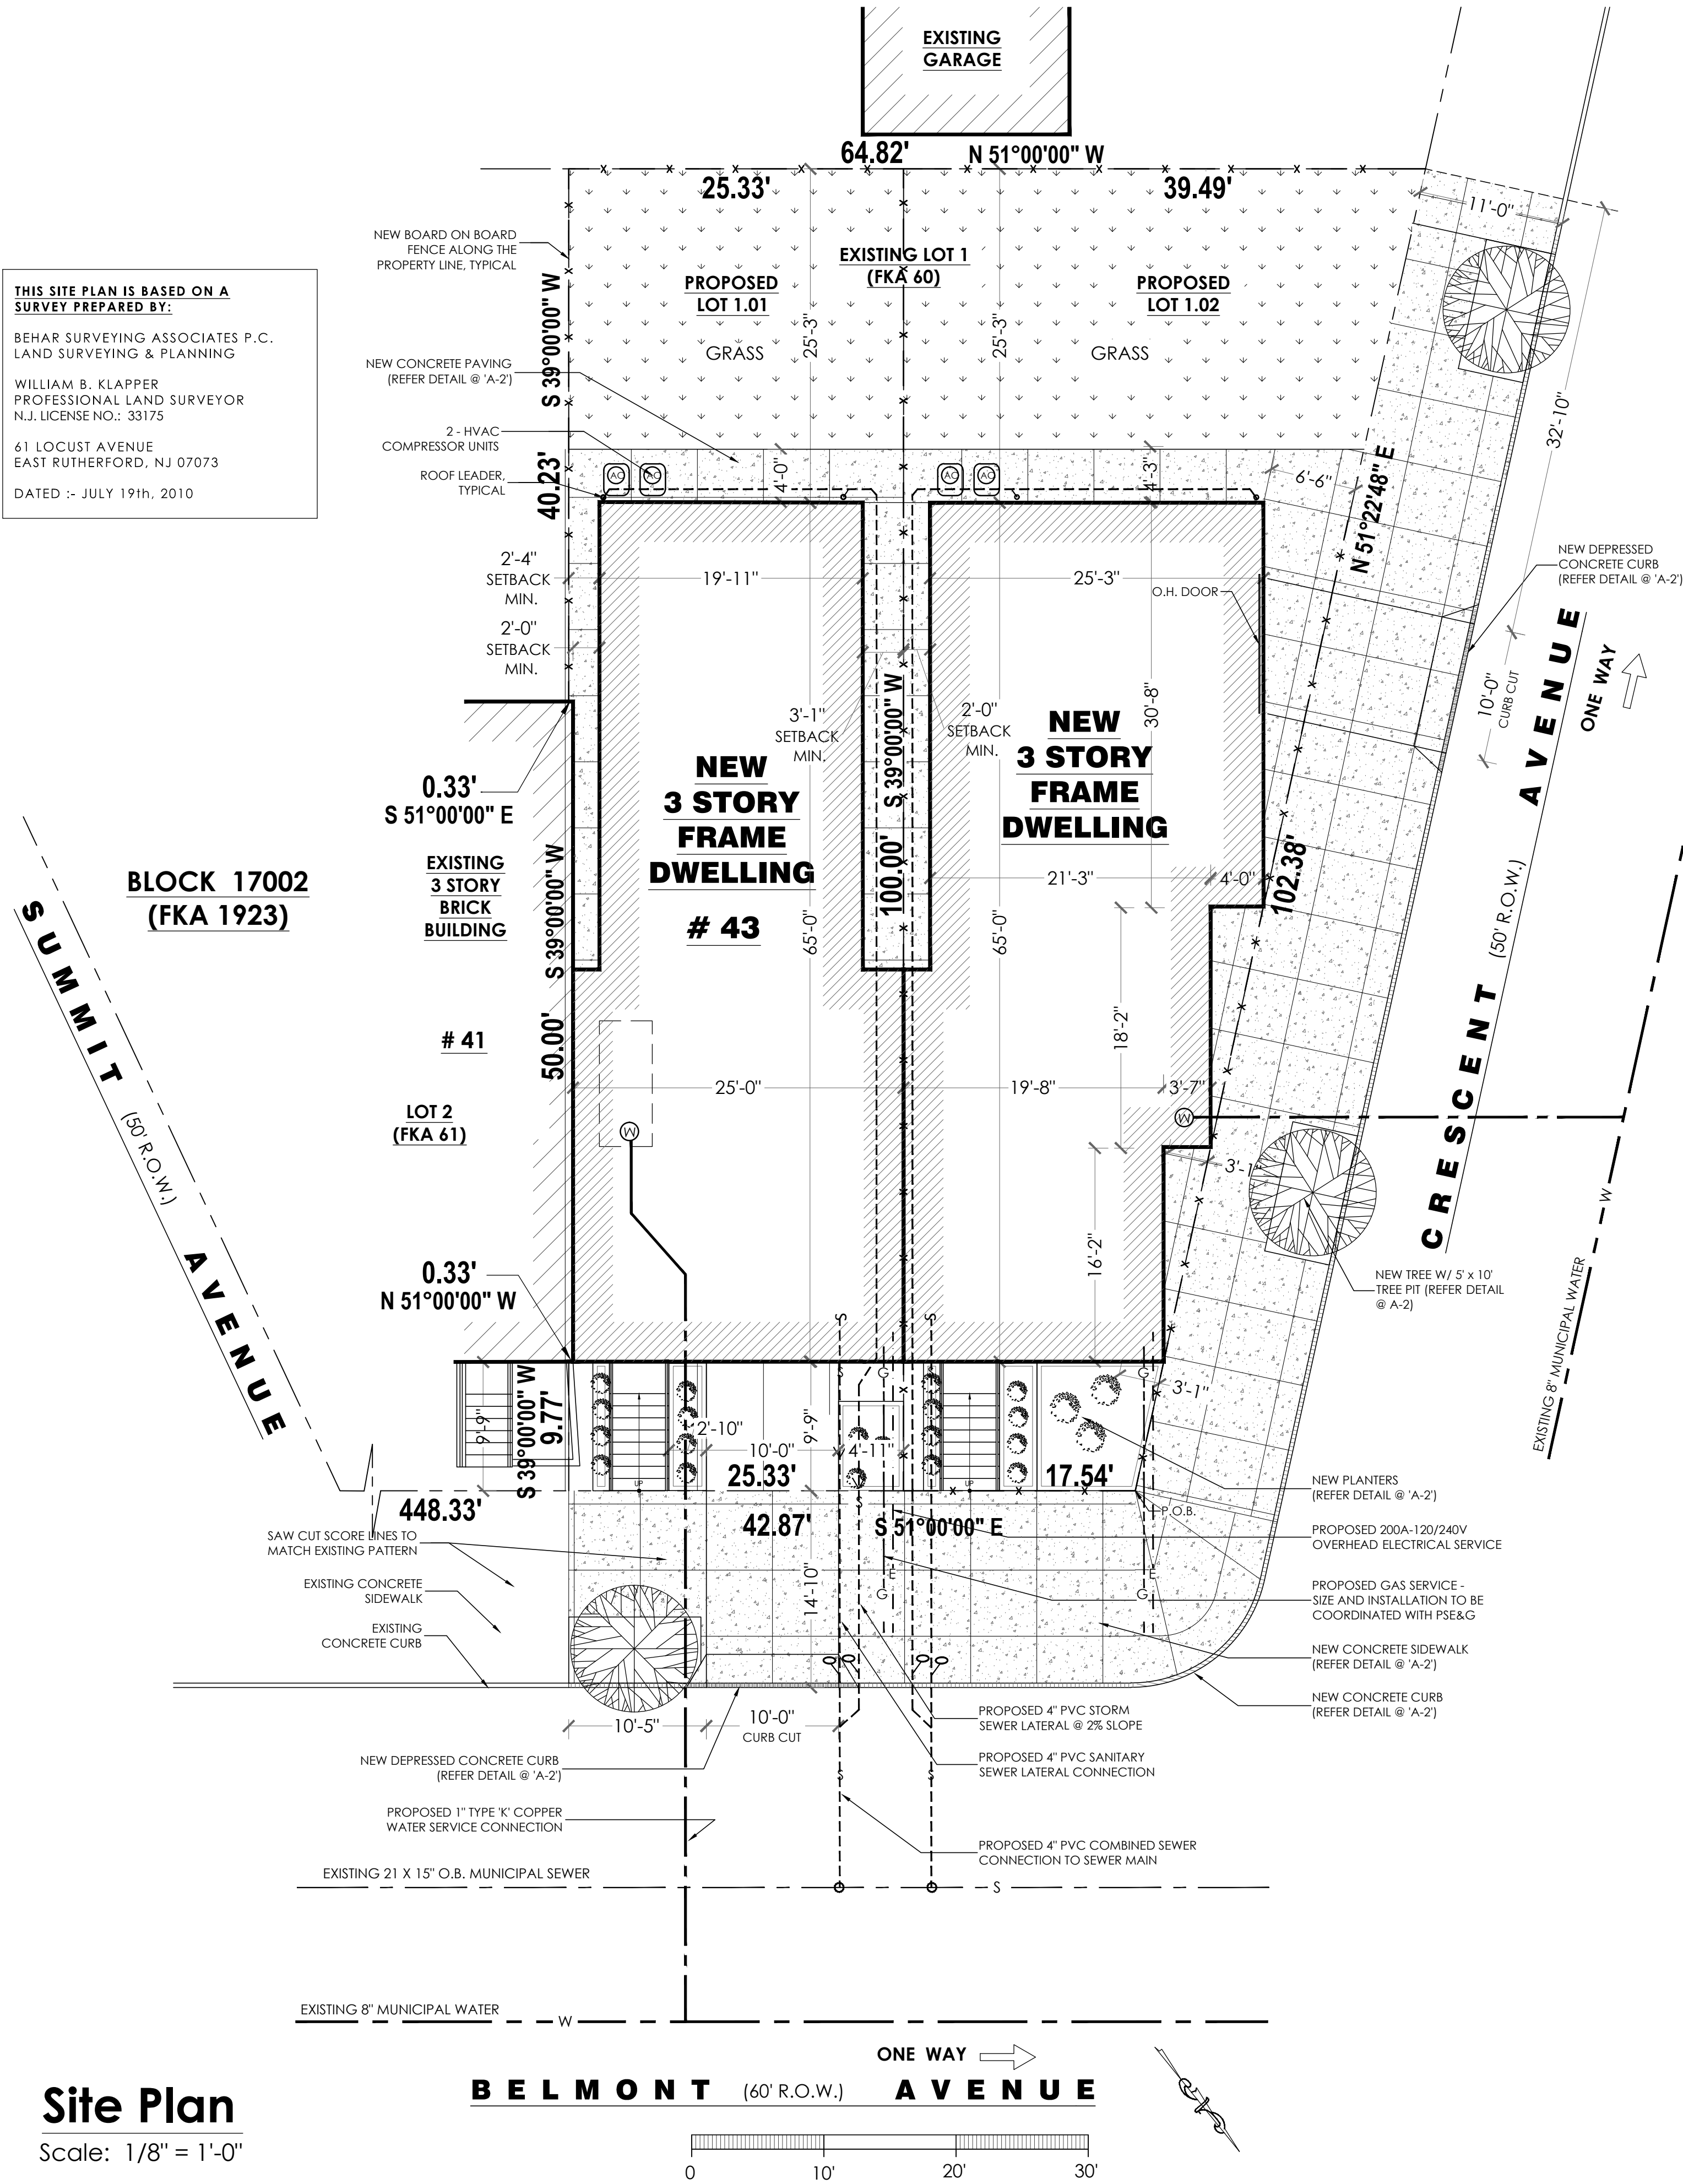 EXISTING
GARAGE
64.82'
N 51°00'00" W
25.33'
39.49'
11'-0"
NEW BOARD ON BOARD
FENCE ALONG THE
PROPERTY LINE, TYPICAL
EXISTING LOT 1
(FKA 60)
PROPOSED
LOT 1.01
PROPOSED
LOT 1.02
THIS SITE PLAN IS BASED ON A
SURVEY PREPARED BY:
BEHAR SURVEYING ASSOCIATES P.C.
LAND SURVEYING & PLANNING
WILLIAM B. KLAPPER
PROFESSIONAL LAND SURVEYOR
N.J. LICENSE NO.: 33175
61 LOCUST AVENUE
EAST RUTHERFORD, NJ 07073
DATED :- JULY 19th, 2010
S 39°00'00" W
40.23'
25'-3"
25'-3"
GRASS
GRASS
32'-10"
NEW CONCRETE PAVING
(REFER DETAIL @ 'A-2')
2 - HVAC
COMPRESSOR UNITS
ROOF LEADER,
TYPICAL
AC
AC
AC
AC
4'-0"
4'-3"
6'-6"
N 51°22'48" E
102.38'
NEW DEPRESSED
CONCRETE CURB
(REFER DETAIL @ 'A-2')
2'-4"
SETBACK
MIN.
19'-11"
25'-3"
O.H. DOOR
2'-0"
SETBACK
MIN.
10'-0"
CURB CUT
ONE WAY
3'-1"
SETBACK
MIN.
S 39°00'00" W
100.00'
2'-0"
SETBACK
MIN.
30'-8"
NEW
3 STORY
FRAME
DWELLING
# 43
NEW
3 STORY
FRAME
DWELLING
0.33'
S 51°00'00" E
BLOCK 17002
(FKA 1923)
EXISTING
3 STORY
BRICK
BUILDING
S 39°00'00" W
50.00'
65'-0"
65'-0"
21'-3"
4'-0"
CRESCENT (50' R.O.W.) AVENUE
SUMMIT (50' R.O.W.) AVENUE
# 41
18'-2"
LOT 2
(FKA 61)
25'-0"
19'-8"
3'-7"
W
W
3'-1"
16'-2"
W
EXISTING 8" MUNICIPAL WATER
NEW TREE W/ 5' x 10'
TREE PIT (REFER DETAIL
@ A-2)
0.33'
N 51°00'00" W
S
S
S
G
G
9'-9"
S 39°00'00" W
9.77'
2'-10"
9'-9"
3'-1"
10'-0"
4'-11"
UP
UP
25.33'
17.54'
NEW PLANTERS
(REFER DETAIL @ 'A-2')
448.33'
42.87'
S
S 51°00'00" E
P.O.B.
SAW CUT SCORE LINES TO
MATCH EXISTING PATTERN
PROPOSED 200A-120/240V
OVERHEAD ELECTRICAL SERVICE
EXISTING CONCRETE
SIDEWALK
14'-10"
E
G
E
G
PROPOSED GAS SERVICE -
SIZE AND INSTALLATION TO BE
COORDINATED WITH PSE&G
EXISTING
CONCRETE CURB
NEW CONCRETE SIDEWALK
(REFER DETAIL @ 'A-2')
NEW CONCRETE CURB
(REFER DETAIL @ 'A-2')
10'-5"
10'-0"
CURB CUT
PROPOSED 4" PVC STORM
SEWER LATERAL @ 2% SLOPE
NEW DEPRESSED CONCRETE CURB
(REFER DETAIL @ 'A-2')
PROPOSED 4" PVC SANITARY
SEWER LATERAL CONNECTION
S
S
PROPOSED 1" TYPE 'K' COPPER
WATER SERVICE CONNECTION
PROPOSED 4" PVC COMBINED SEWER
CONNECTION TO SEWER MAIN
EXISTING 21 X 15" O.B. MUNICIPAL SEWER
S
EXISTING 8" MUNICIPAL WATER
W
ONE WAY
BELMONT (60' R.O.W.) AVENUE
Site Plan
Scale: 1/8" = 1'-0"
0 10' 20' 30'